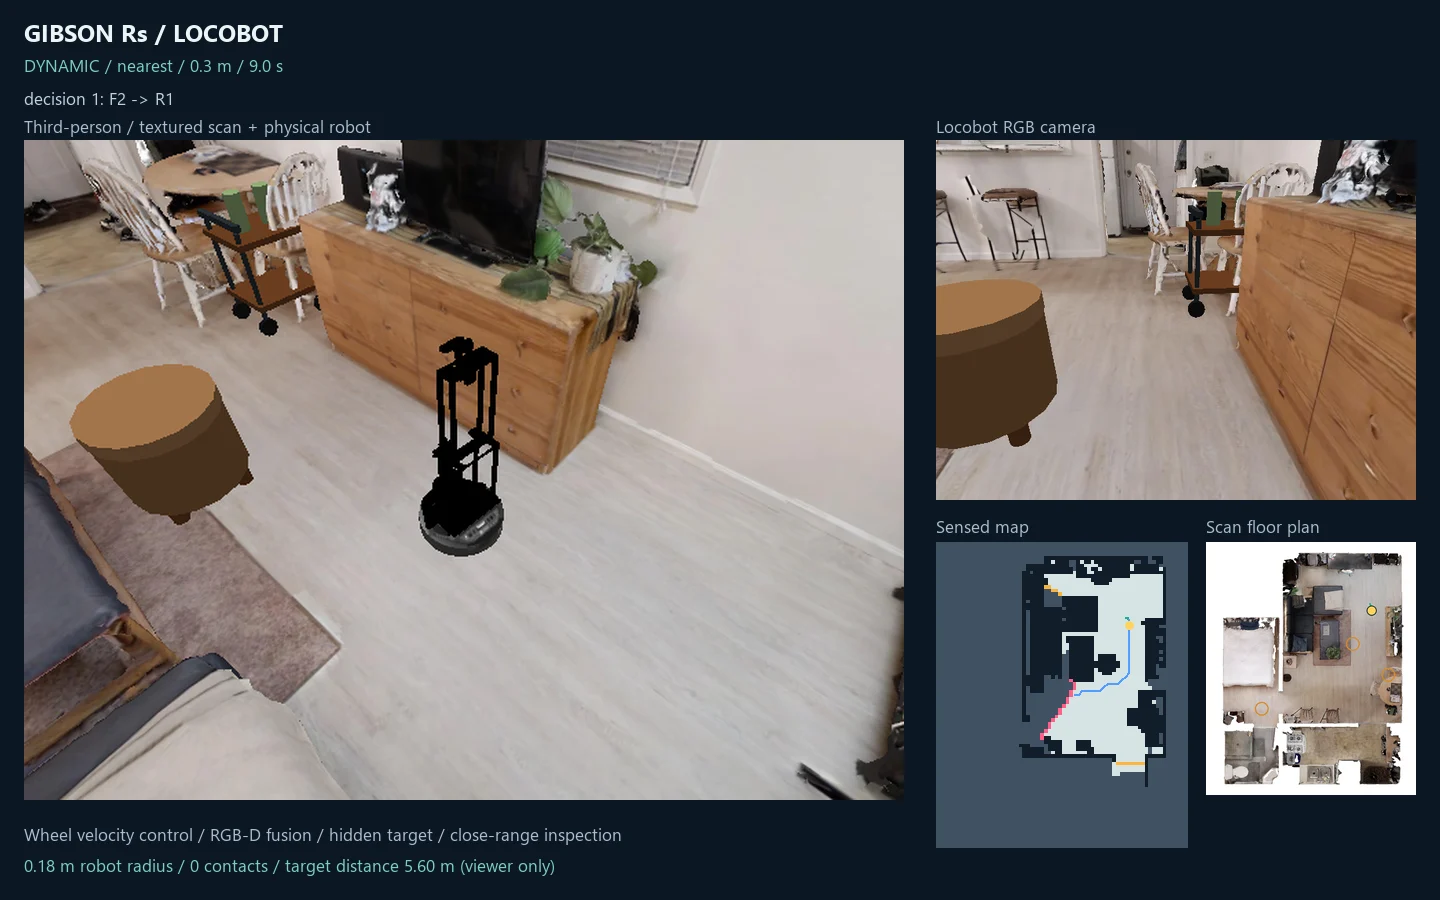 GIBSON Rs / LOCOBOT
DYNAMIC / nearest / 0.3 m / 9.0 s
decision 1: F2 -> R1
Third-person / textured scan + physical robot
Locobot RGB camera
Sensed map
Scan floor plan
Wheel velocity control / RGB-D fusion / hidden target / close-range inspection
0.18 m robot radius / 0 contacts / target distance 5.60 m (viewer only)